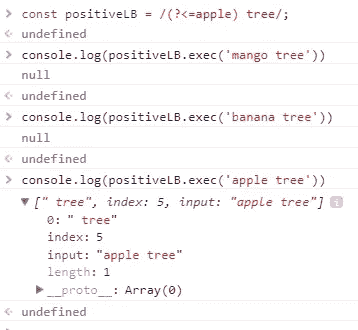 > const positiveLB = /(?<=apple) tree/;
<· undefined
> console.log(positiveLB.exec('mango tree'))
null
<· undefined
> console.log(positiveLB.exec('banana tree'))
null
<· undefined
> console.log(positiveLB.exec('apple tree'))
▼ [" tree", index: 5, input: "apple tree"] i
0: " tree"
index: 5
input: "apple tree"
length: 1
▶ __proto__: Array(0)
<· undefined